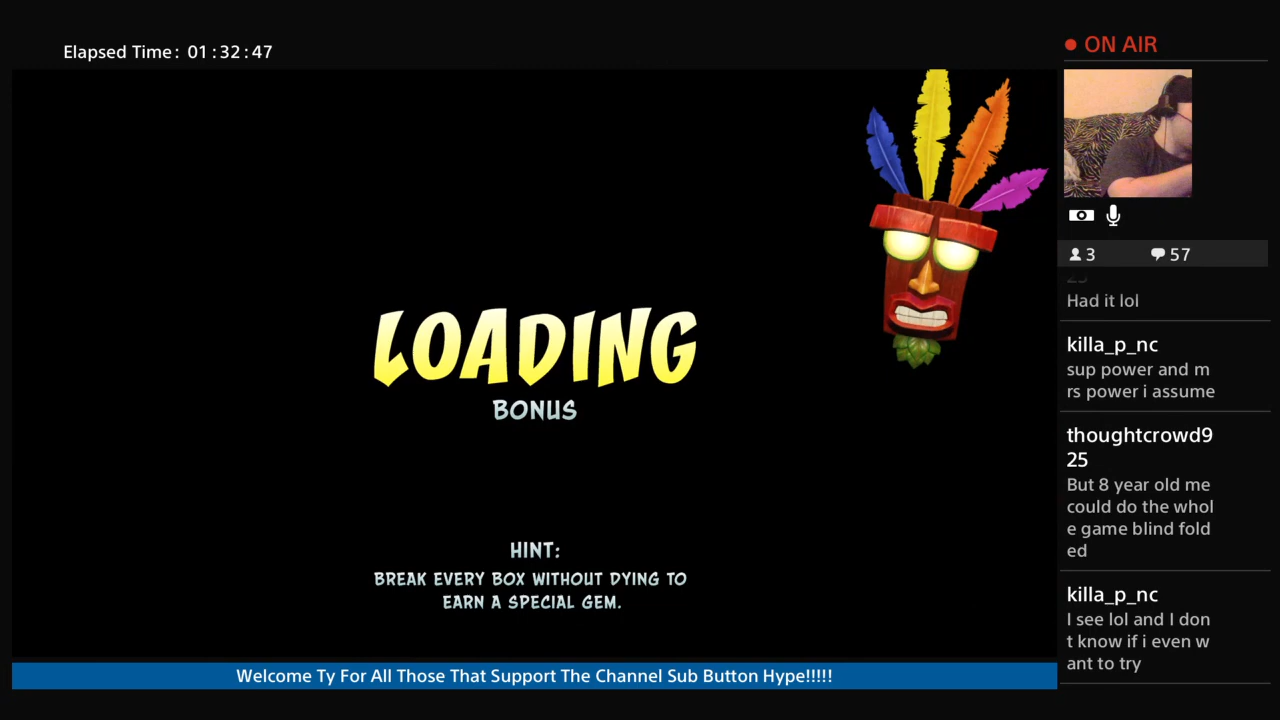 Elapsed Time: 01:32:47
ON AIR
3 57
Had it lol
killa_p_nc
sup power and m
rs power i assume
thoughtcrowd9
25
But 8 year old me
could do the whol
e game blind fold
ed
killa_p_nc
I see lol and I don
t know if i even w
ant to try
LOADING
BONUS
HINT:
BREAK EVERY BOX WITHOUT DYING TO
EARN A SPECIAL GEM.
Welcome Ty For All Those That Support The Channel Sub Button Hype!!!!!